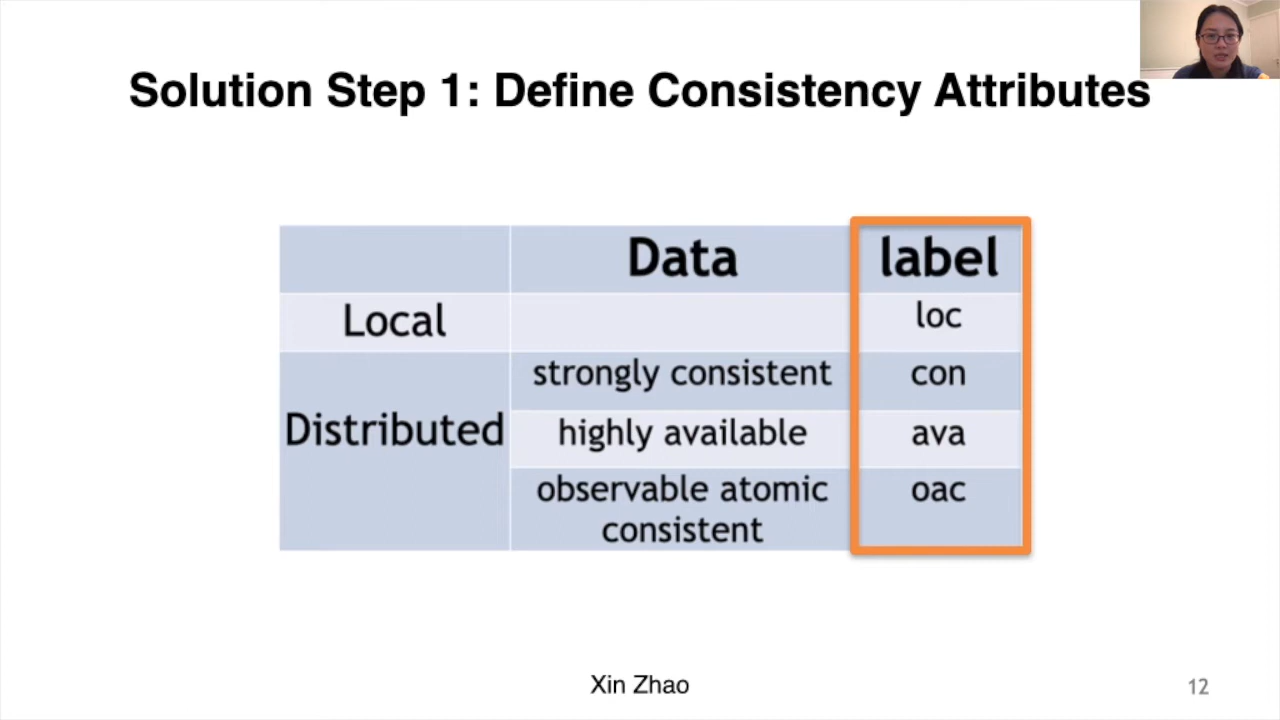 Solution Step 1: Define Consistency Attributes
Data label
Local loc
Distributed
strongly consistent con
highly available ava
observable atomic oac
consistent
Xin Zhao
12